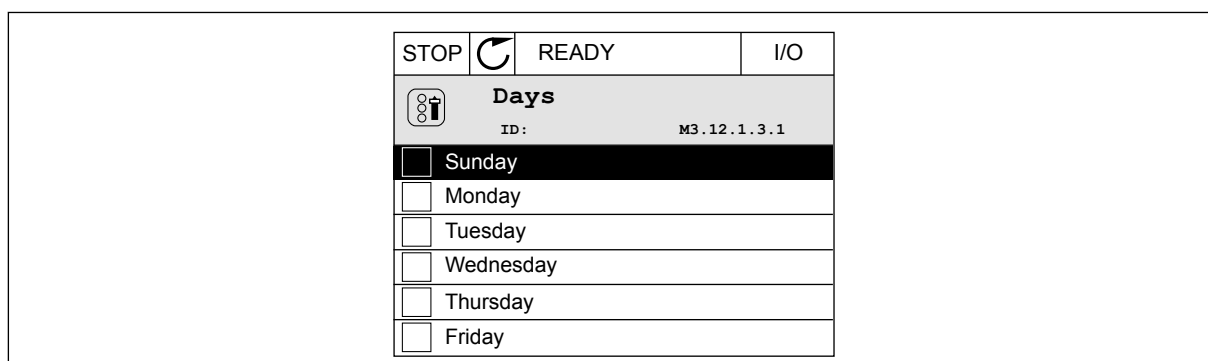 STOP READY I/O
Days
ID: M3.12.1.3.1
Sunday
Monday
Tuesday
Wednesday
Thursday
Friday